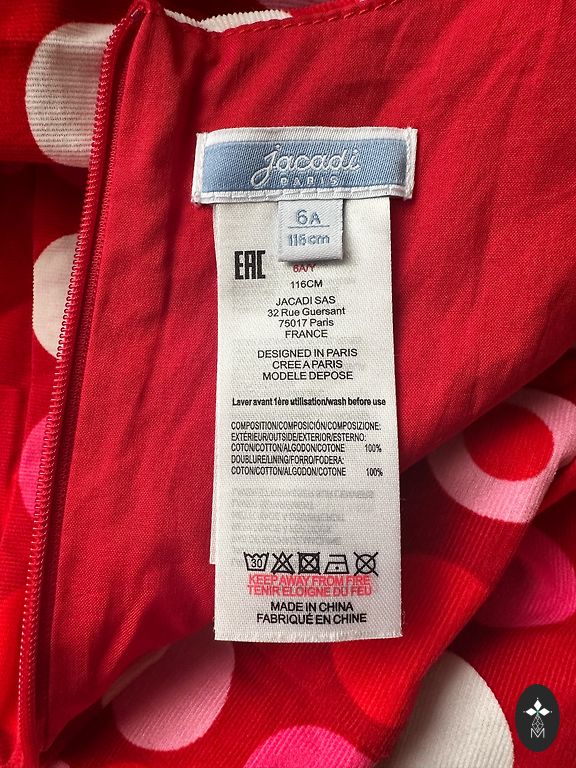 jacadi
PARIS
6A
116cm
EAC
6A/Y
116CM
JACADI SAS
32 Rue Guersant
75017 Paris
FRANCE
DESIGNED IN PARIS
CREE A PARIS
MODELE DEPOSE
Laver avant 1ère utilisation/wash before use
COMPOSITION/COMPOSICIÓN/COMPOSIZIONE:
EXTÉRIEUR/OUTSIDE/EXTERIOR/ESTERNO:
COTON/COTTON/ALGODON/COTONE 100%
DOUBLURE/LINING/FORRO/FODERA:
COTON/COTTON/ALGODON/COTONE 100%
30
KEEP AWAY FROM FIRE
TENIR ELOIGNE DU FEU
MADE IN CHINA
FABRIQUÉ EN CHINE